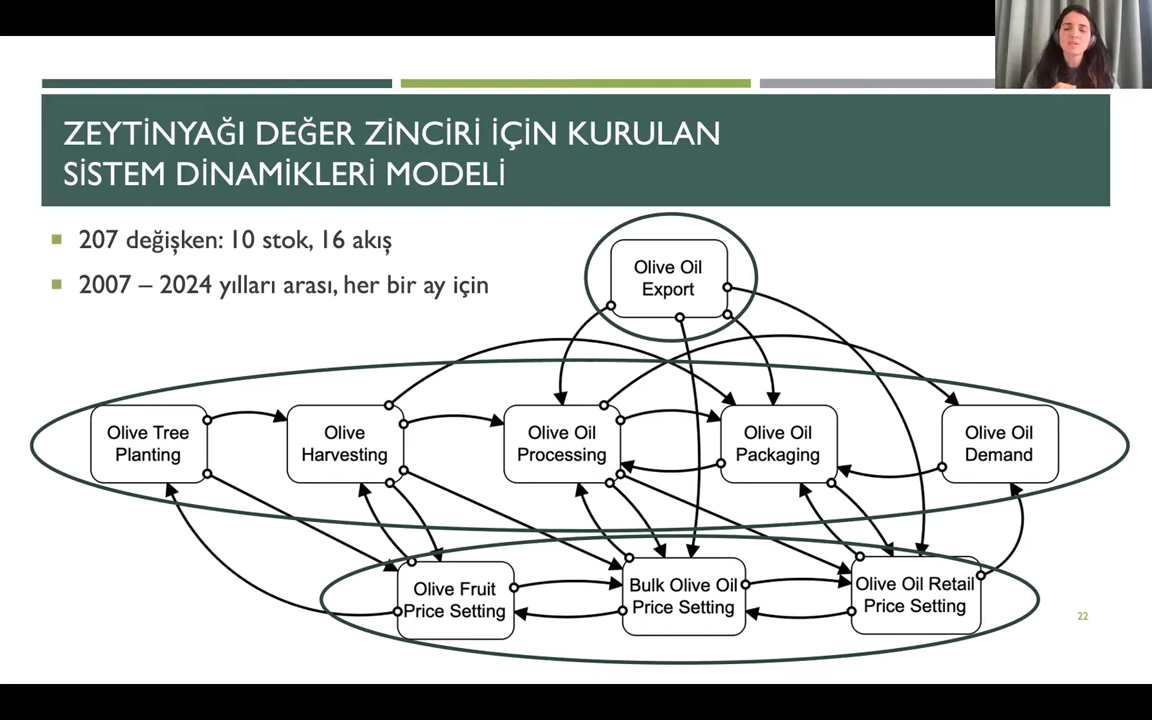 ZEYTİNYAĞI DEĞER ZİNCİRİ İÇİN KURULAN
SİSTEM DİNAMİKLERİ MODELİ
207 değişken: 10 stok, 16 akış
2007 – 2024 yılları arası, her bir ay için
Olive Oil
Export
Olive Tree
Planting
Olive
Harvesting
Olive Oil
Processing
Olive Oil
Packaging
Olive Oil
Demand
Olive Fruit
Price Setting
Bulk Olive Oil
Price Setting
Olive Oil Retail
Price Setting
22